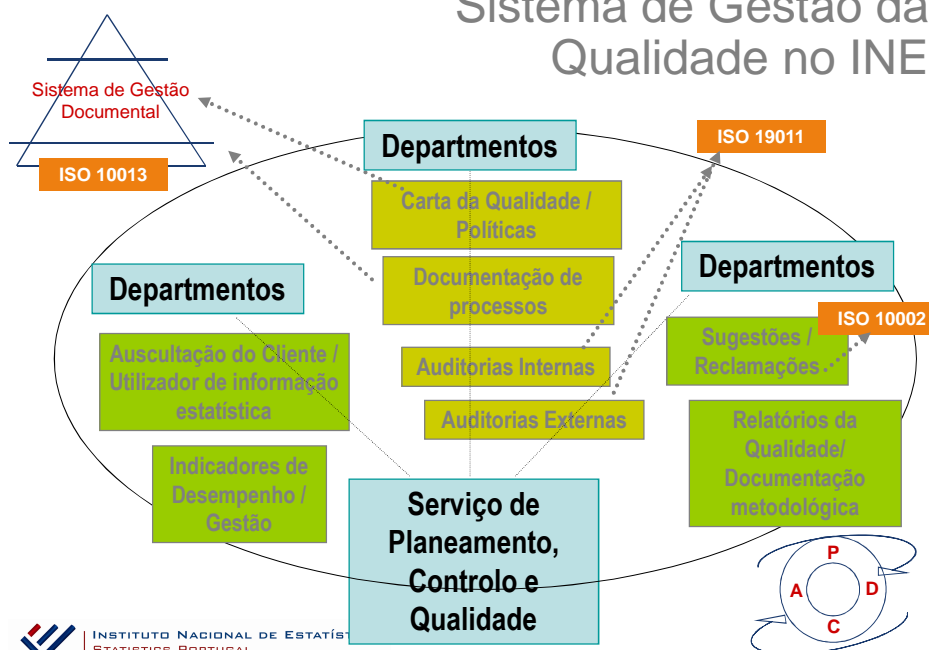 Sistema de Gestão da
Qualidade no INE
Sistema de Gestão
Documental
ISO 10013
Departmentos
ISO 19011
Carta da Qualidade /
Políticas
Departmentos
Documentação de
processos
Departmentos
ISO 10002
Auscultação do Cliente /
Utilizador de informação
estatística
Auditorias Internas
Sugestões /
Reclamações
Auditorias Externas
Relatórios da
Qualidade/
Documentação
metodológica
Indicadores de
Desempenho /
Gestão
Serviço de
Planeamento,
Controlo e
Qualidade
P
A
D
C
Instituto Nacional de Estatíst
Statistics Portugal